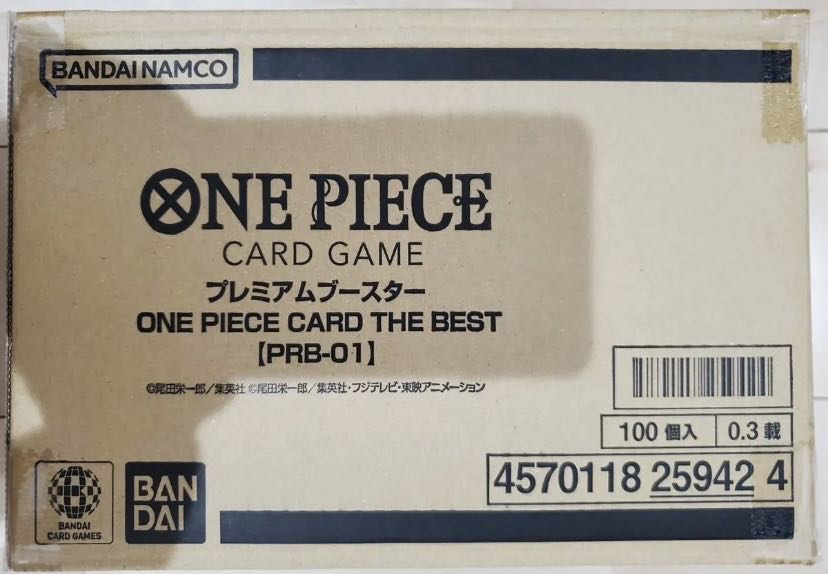 BANDAI NAMCO
ONE PIECE
CARD GAME
プレミアムブースター
ONE PIECE CARD THE BEST
【PRB-01】
©尾田栄一郎／集英社 ©尾田栄一郎／集英社・フジテレビ・東映アニメーション
100 個入 0.3 載
4570118 25942 4
BANDAI
CARD GAMES
BAN
DAI